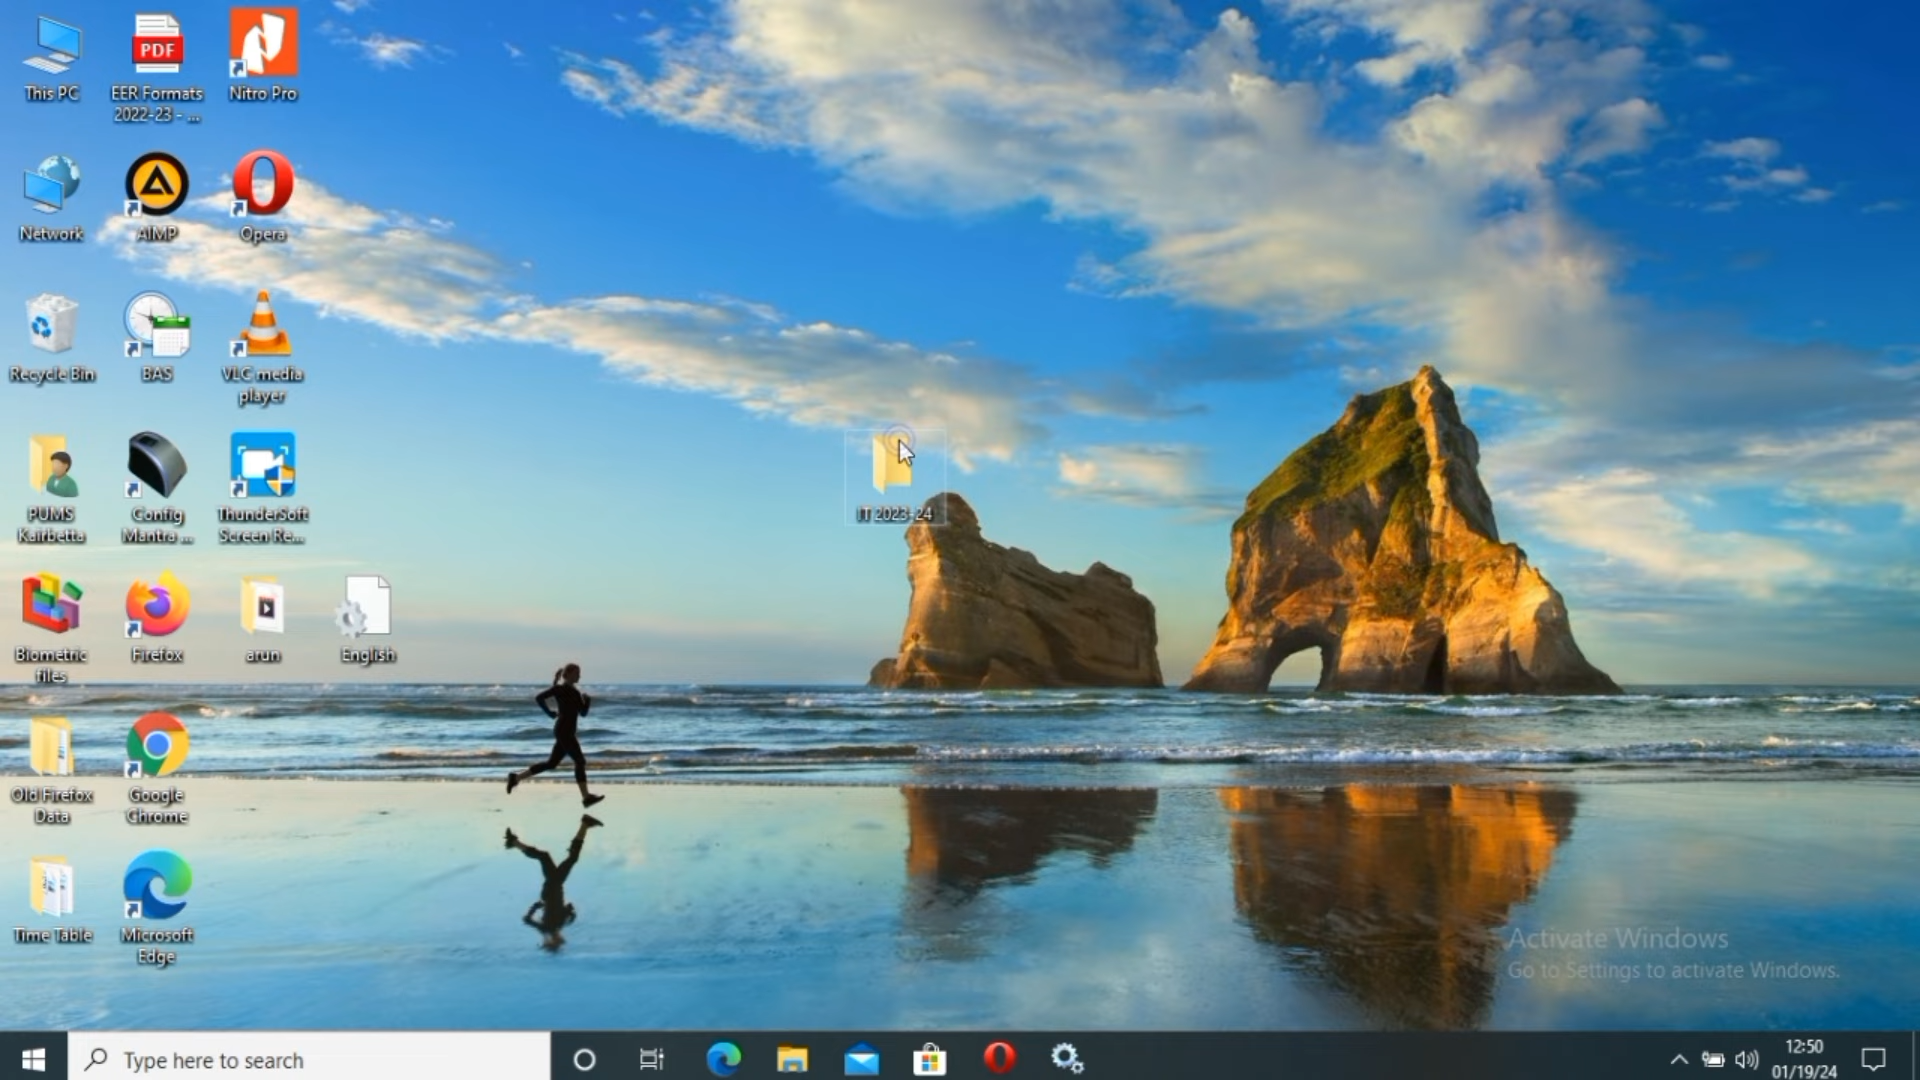 This PC
EER Formats
2022-23 - ...
PDF
Nitro Pro
Network
AIMP
Opera
Recycle Bin
BAS
VLC media
player
PUMS
Kairbetta
Config
Mantra ...
ThunderSoft
Screen Re...
IT 2023-24
Biometric
files
Firefox
arun
English
Old Firefox
Data
Google
Chrome
Time Table
Microsoft
Edge
Activate Windows
Go to Settings to activate Windows.
Type here to search
12:50
01/19/24